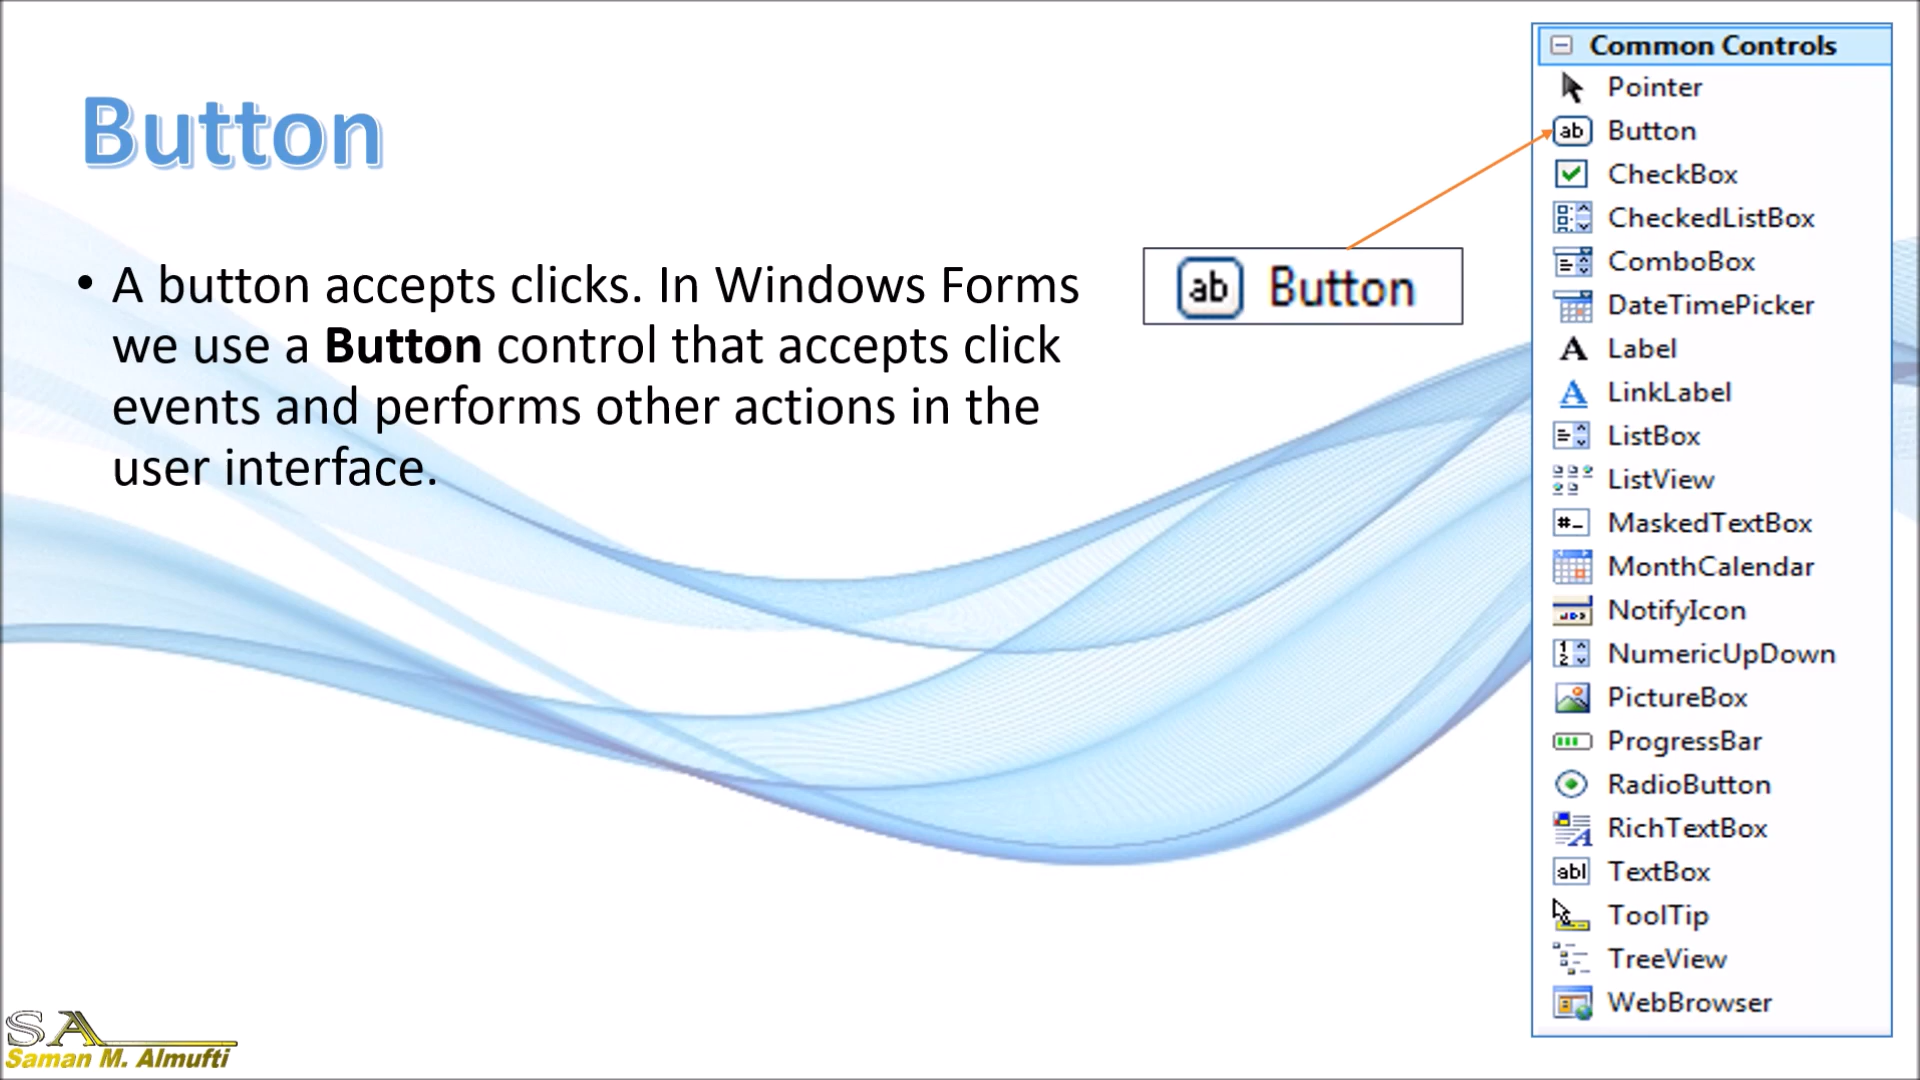 Button
• A button accepts clicks. In Windows Forms
we use a Button control that accepts click
events and performs other actions in the
user interface.
ab Button
Common Controls
Pointer
ab Button
CheckBox
CheckedListBox
ComboBox
DateTimePicker
A Label
A LinkLabel
ListBox
ListView
#_ MaskedTextBox
MonthCalendar
NotifyIcon
1 2 NumericUpDown
PictureBox
ProgressBar
RadioButton
RichTextBox
abl TextBox
ToolTip
TreeView
WebBrowser
SA
Saman M. Almufti